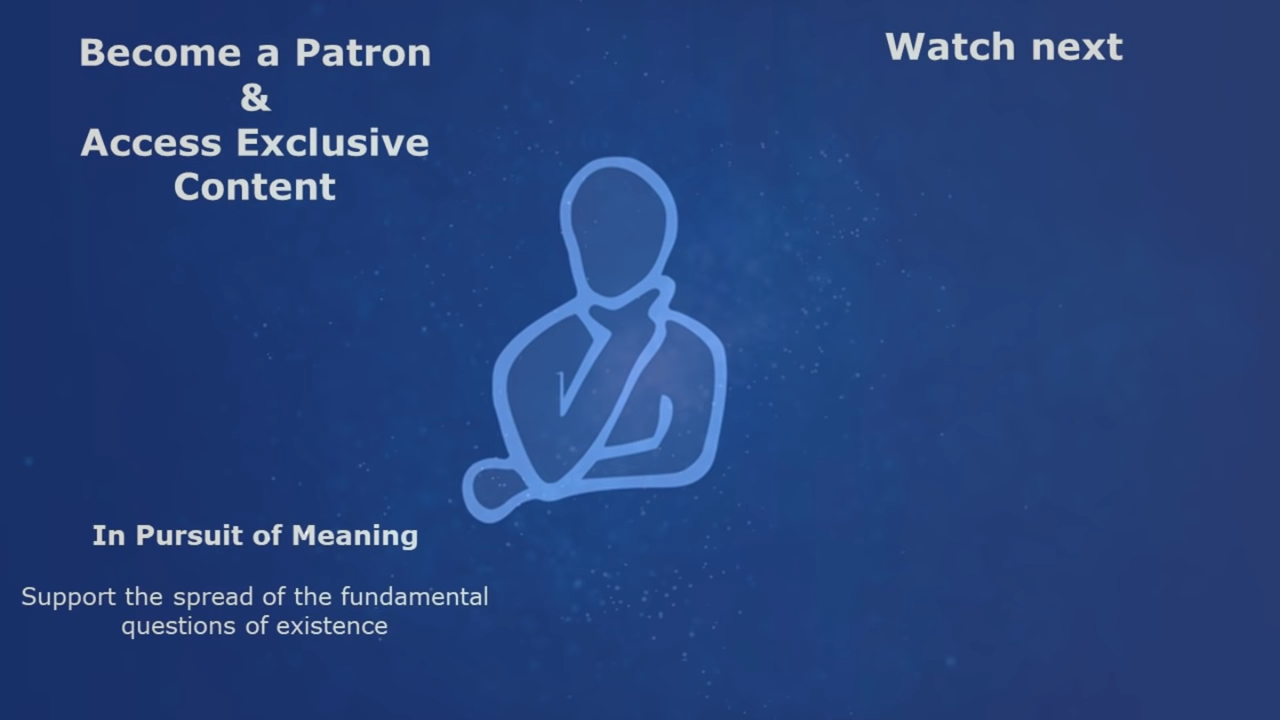 Become a Patron
&
Access Exclusive
Content
Watch next
In Pursuit of Meaning
Support the spread of the fundamental
questions of existence